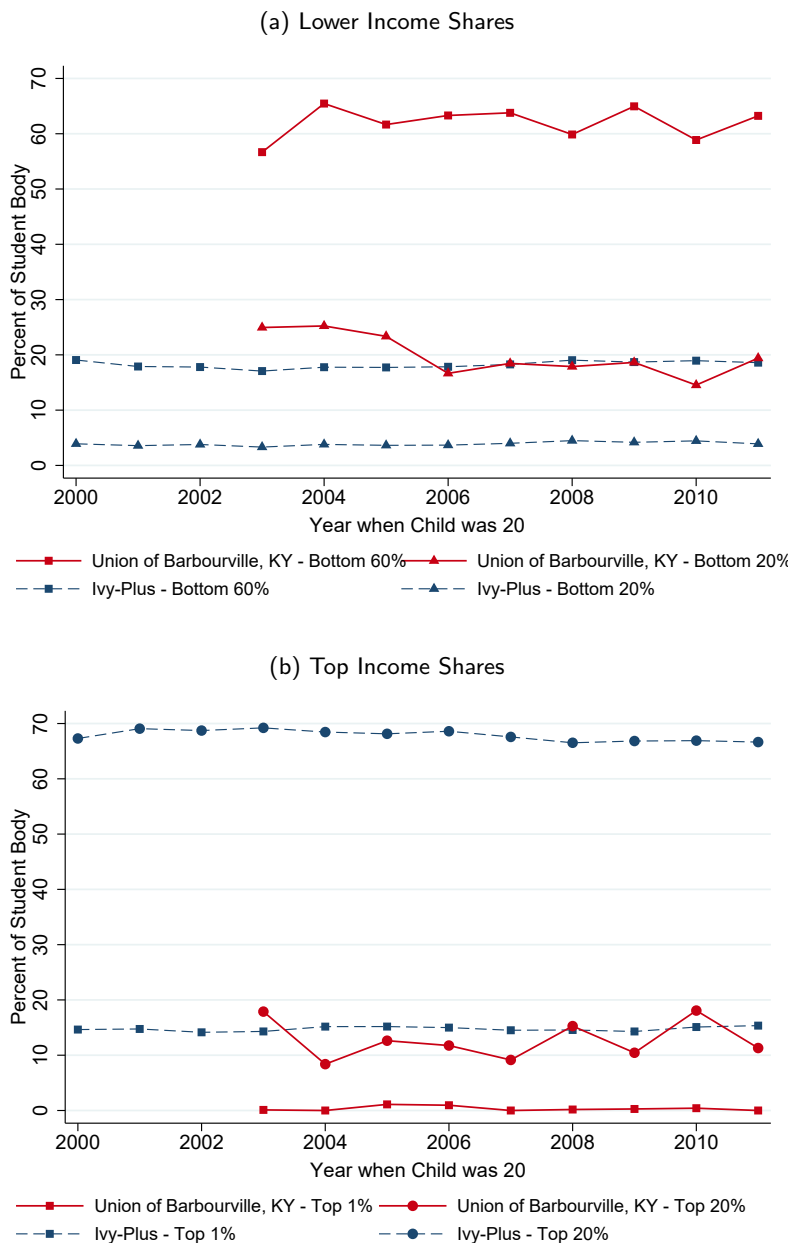 (a) Lower Income Shares
Percent of Student Body
70
60
50
40
30
20
10
0
2000 2002 2004 2006 2008 2010
Year when Child was 20
Union of Barbourville, KY - Bottom 60% Union of Barbourville, KY - Bottom 20%
Ivy-Plus - Bottom 60% Ivy-Plus - Bottom 20%
(b) Top Income Shares
Percent of Student Body
70
60
50
40
30
20
10
0
2000 2002 2004 2006 2008 2010
Year when Child was 20
Union of Barbourville, KY - Top 1% Union of Barbourville, KY - Top 20%
Ivy-Plus - Top 1% Ivy-Plus - Top 20%